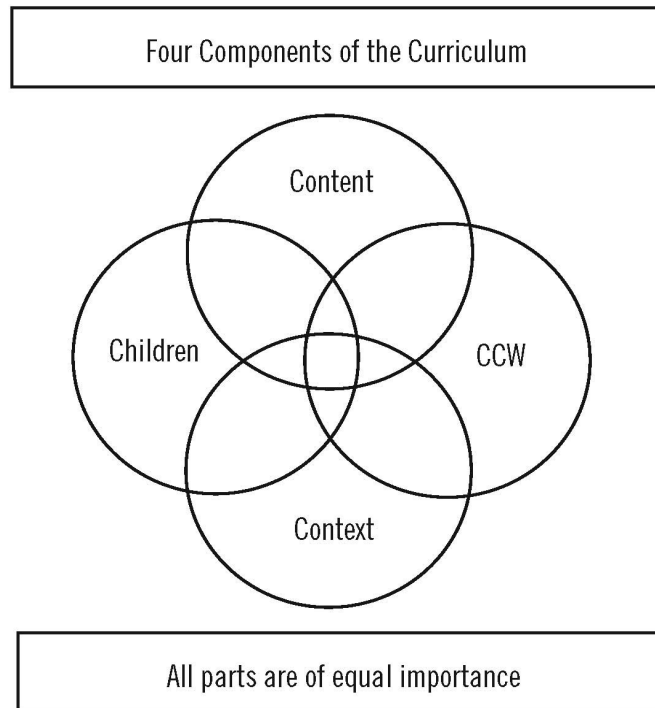 Four Components of the Curriculum
Content
Children
CCW
Context
All parts are of equal importance